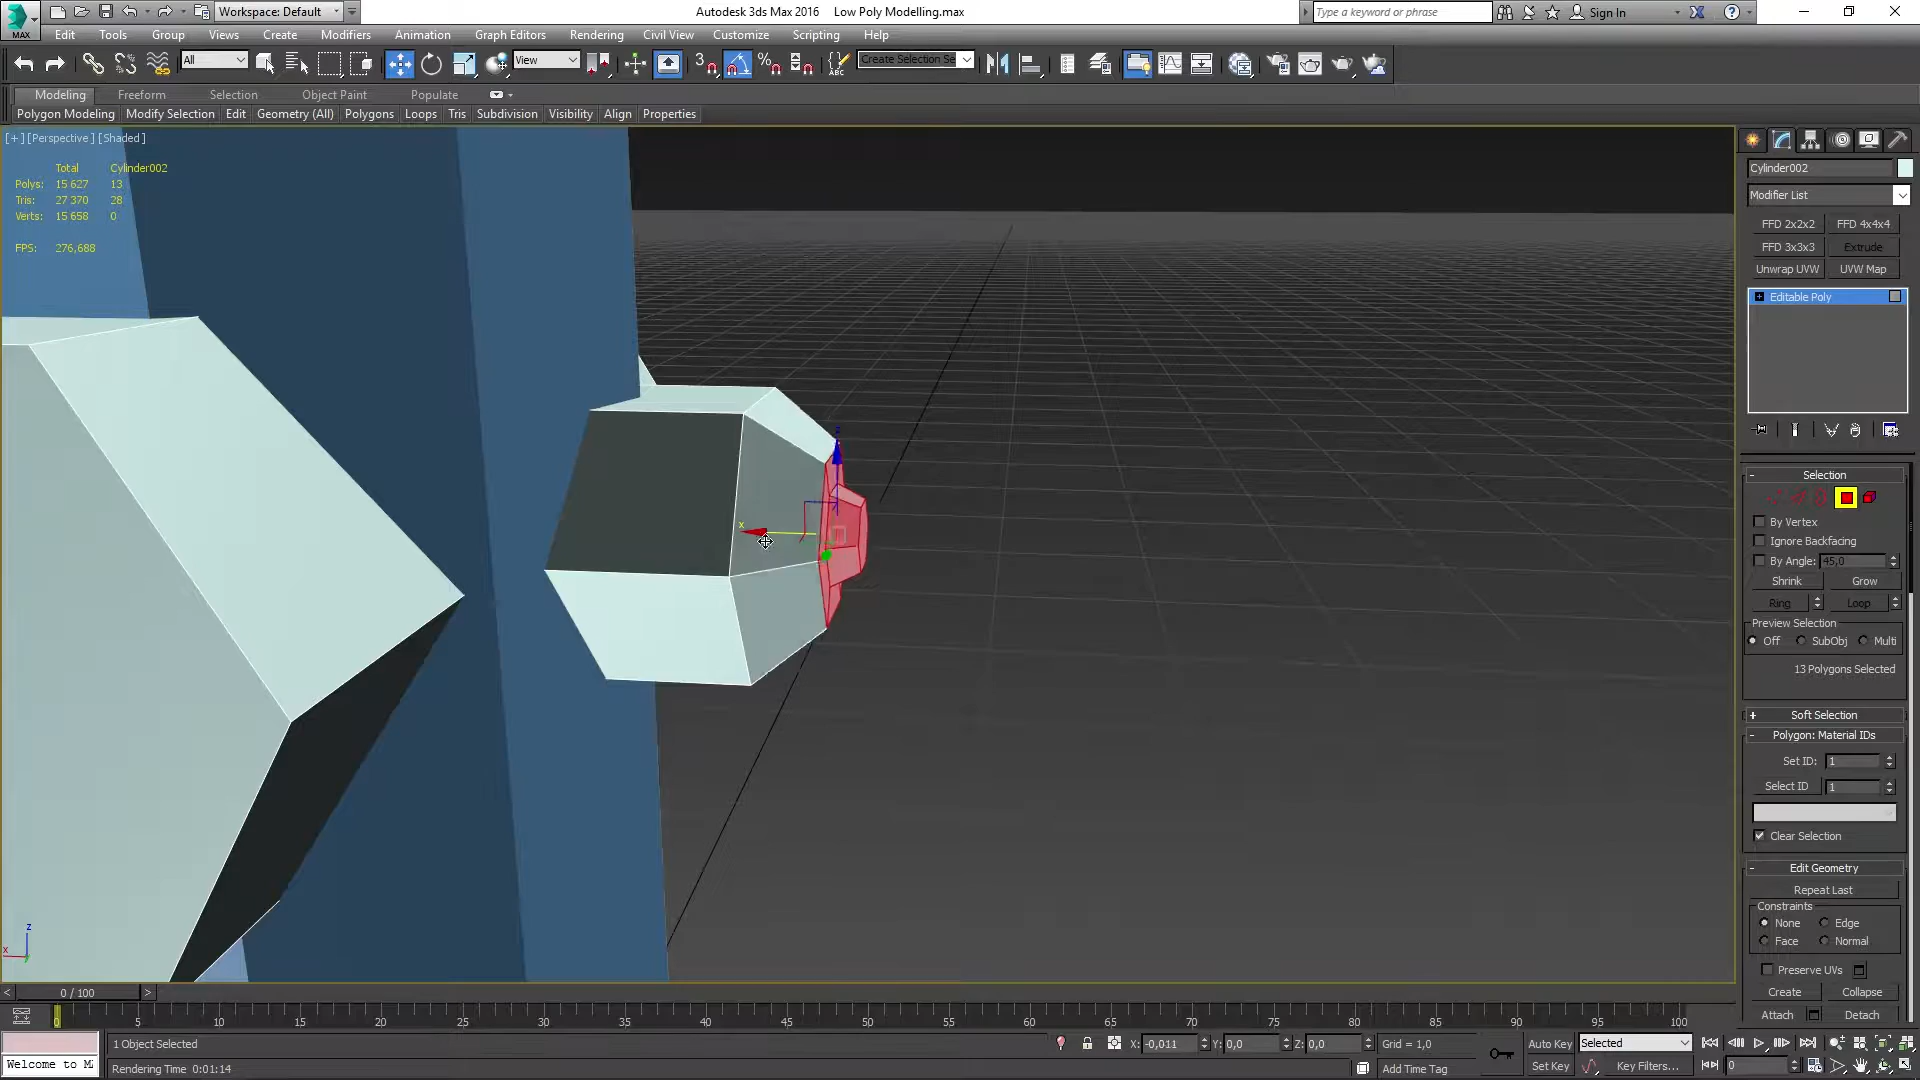 Workspace: Default
Autodesk 3ds Max 2016 Low Poly Modelling.max
Type a keyword or phrase
Sign In
MAX
Edit Tools Group Views Create Modifiers Animation Graph Editors Rendering Civil View Customize Scripting Help
All
View
3
Create Selection Se
Modeling Freeform Selection Object Paint Populate
Polygon Modeling Modify Selection Edit Geometry (All) Polygons Loops Tris Subdivision Visibility Align Properties
[+] [Perspective] [Shaded]
Total Cylinder002
Polys: 15 627 13
Tris: 27 370 28
Verts: 15 658 0
FPS: 276,688
x
z
x
Cylinder002
Modifier List
FFD 2x2x2 FFD 4x4x4
FFD 3x3x3 Extrude
Unwrap UVW UVW Map
Editable Poly
- Selection
By Vertex
Ignore Backfacing
By Angle: 45,0
Shrink Grow
Ring Loop
Preview Selection
Off SubObj Multi
13 Polygons Selected
+ Soft Selection
- Polygon: Material IDs
Set ID: 1
Select ID 1
Clear Selection
- Edit Geometry
Repeat Last
Constraints
None Edge
Face Normal
Preserve UVs
Create Collapse
Attach Detach
< 0 / 100 >
0 5 10 15 20 25 30 35 40 45 50 55 60 65 70 75 80 85 90 95 100
1 Object Selected
X: -0,011 Y: 0,0 Z: 0,0 Grid = 1,0
Auto Key Selected
Welcome to M
Rendering Time 0:01:14
Add Time Tag
Set Key Key Filters... 0